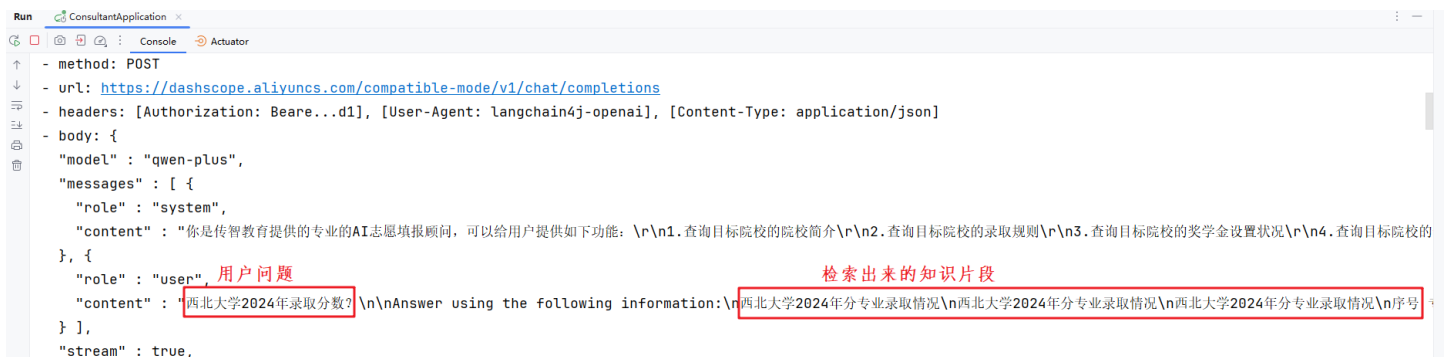 Run ConsultantApplication ×
Console Actuator
- method: POST
- url: https://dashscope.aliyuncs.com/compatible-mode/v1/chat/completions
- headers: [Authorization: Beare...d1], [User-Agent: langchain4j-openai], [Content-Type: application/json]
- body: {
"model" : "qwen-plus",
"messages" : [ {
"role" : "system",
"content" : "你是传智教育提供的专业的AI志愿填报顾问，可以给用户提供如下功能：\r\n1.查询目标院校的院校简介\r\n2.查询目标院校的录取规则\r\n3.查询目标院校的奖学金设置状况\r\n4.查询目标院校的
}, {
用户问题 检索出来的知识片段
"role" : "user",
"content" : "西北大学2024年录取分数？\n\nAnswer using the following information:\n西北大学2024年分专业录取情况\n西北大学2024年分专业录取情况\n西北大学2024年分专业录取情况\n序号
} ],
"stream" : true,